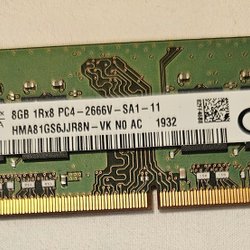 8GB 1Rx8 PC4-2666V-SA1-11
HMA81GS6JJR8N-VK N0 AC 1932